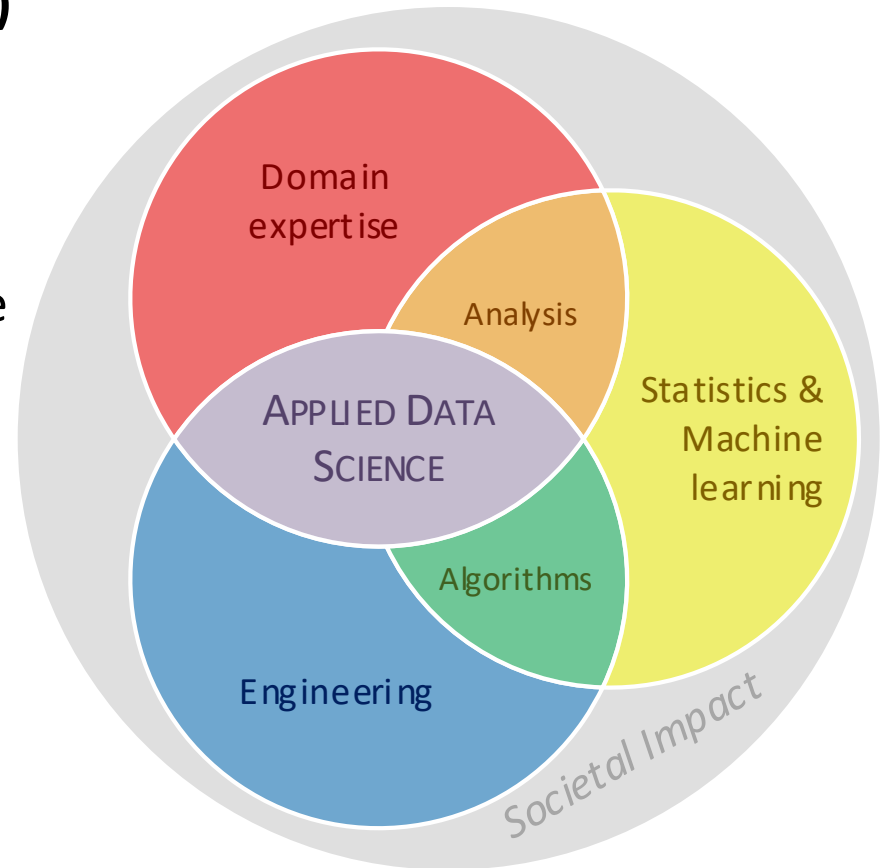 )
e
Domain
expertise
Analysis
Statistics &
Machine
learning
APPLIED DATA
SCIENCE
Algorithms
Engineering
Societal Impact